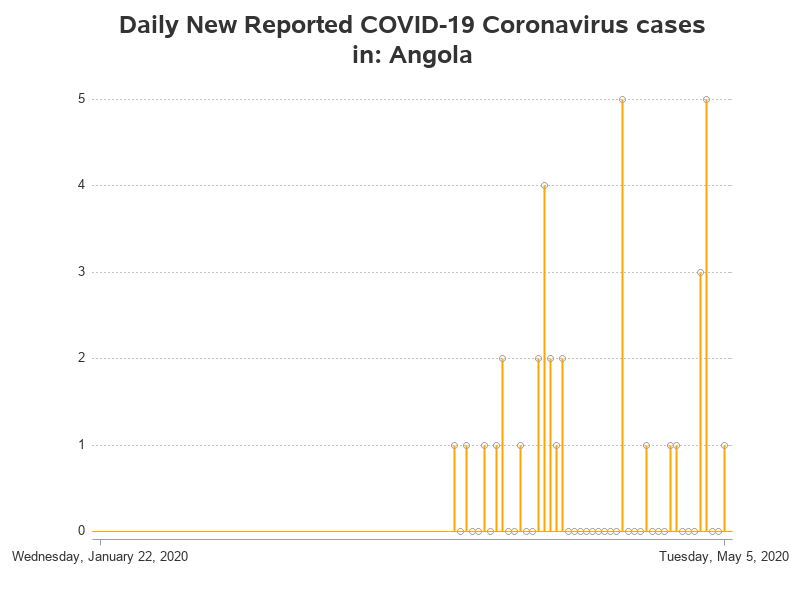 Daily New Reported COVID-19 Coronavirus cases
in: Angola
5
4
3
2
1
0
Wednesday, January 22, 2020
Tuesday, May 5, 2020